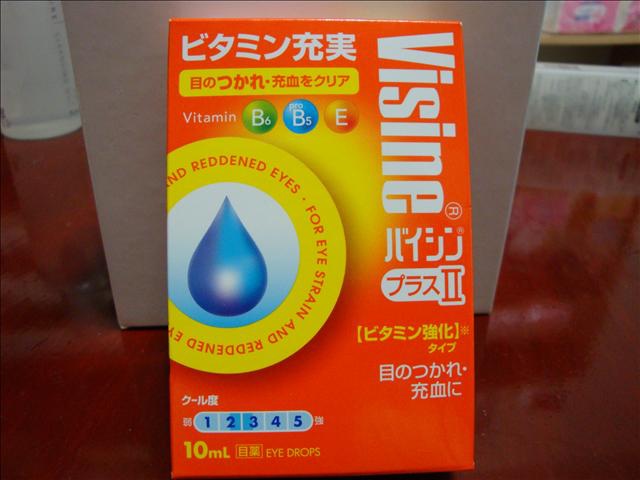 ビタミン充実
目のつかれ・充血をクリア
Vitamin B6 pro B5 E
AND REDDENED EYES・FOR EYE STRAIN AND REDDENED EY
Visine®
バイシン®
プラスII
【ビタミン強化】※
タイプ
目のつかれ・
充血に
クール度
弱 1 2 3 4 5 強
10mL 目薬 EYE DROPS